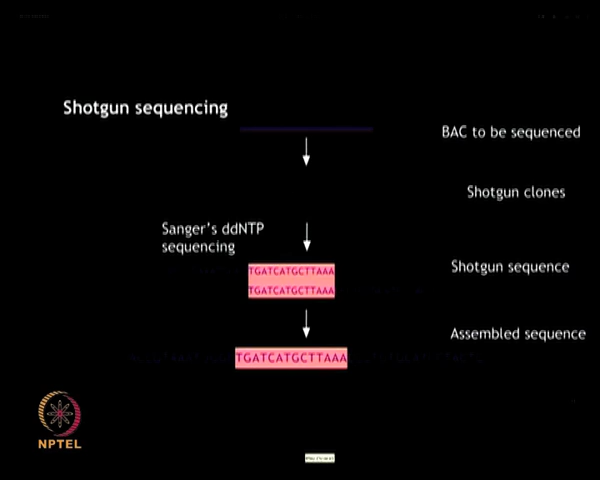 Shotgun sequencing
BAC to be sequenced
Shotgun clones
Sanger's ddNTP
sequencing
Shotgun sequence
TGATCATGCTTAAA
TGATCATGCTTAAA
Assembled sequence
TGATCATGCTTAAA
NPTEL